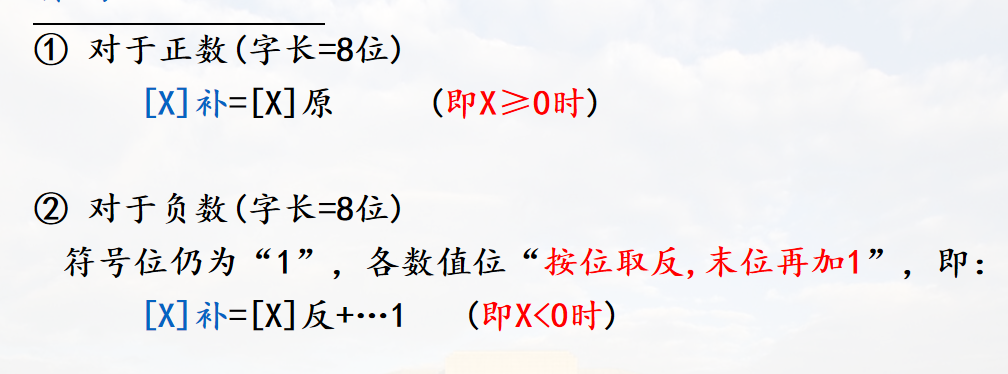 ① 对于正数(字长=8位)
[X]补=[X]原 (即X≥0时)
② 对于负数(字长=8位)
符号位仍为“1”，各数值位“按位取反,末位再加1”，即：
[X]补=[X]反+…1 (即X<0时)